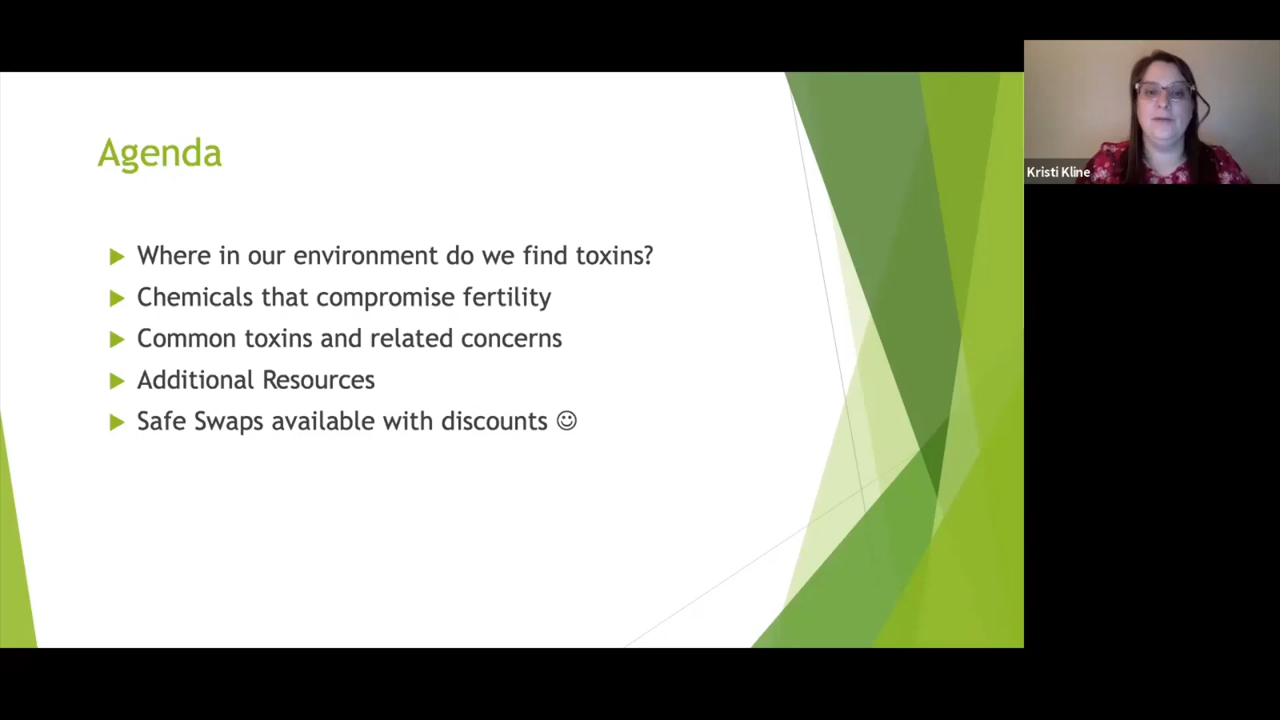 Agenda
Where in our environment do we find toxins?
Chemicals that compromise fertility
Common toxins and related concerns
Additional Resources
Safe Swaps available with discounts ☺
Kristi Kline